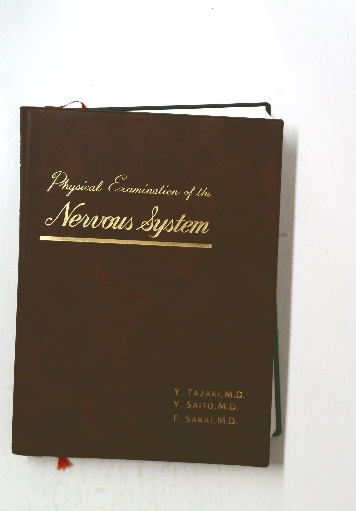 Physical Examination of the
Nervous System
Y. TAZAKI, M.D.
Y. SAITO, M.D.
F. SAKAI, M.D.